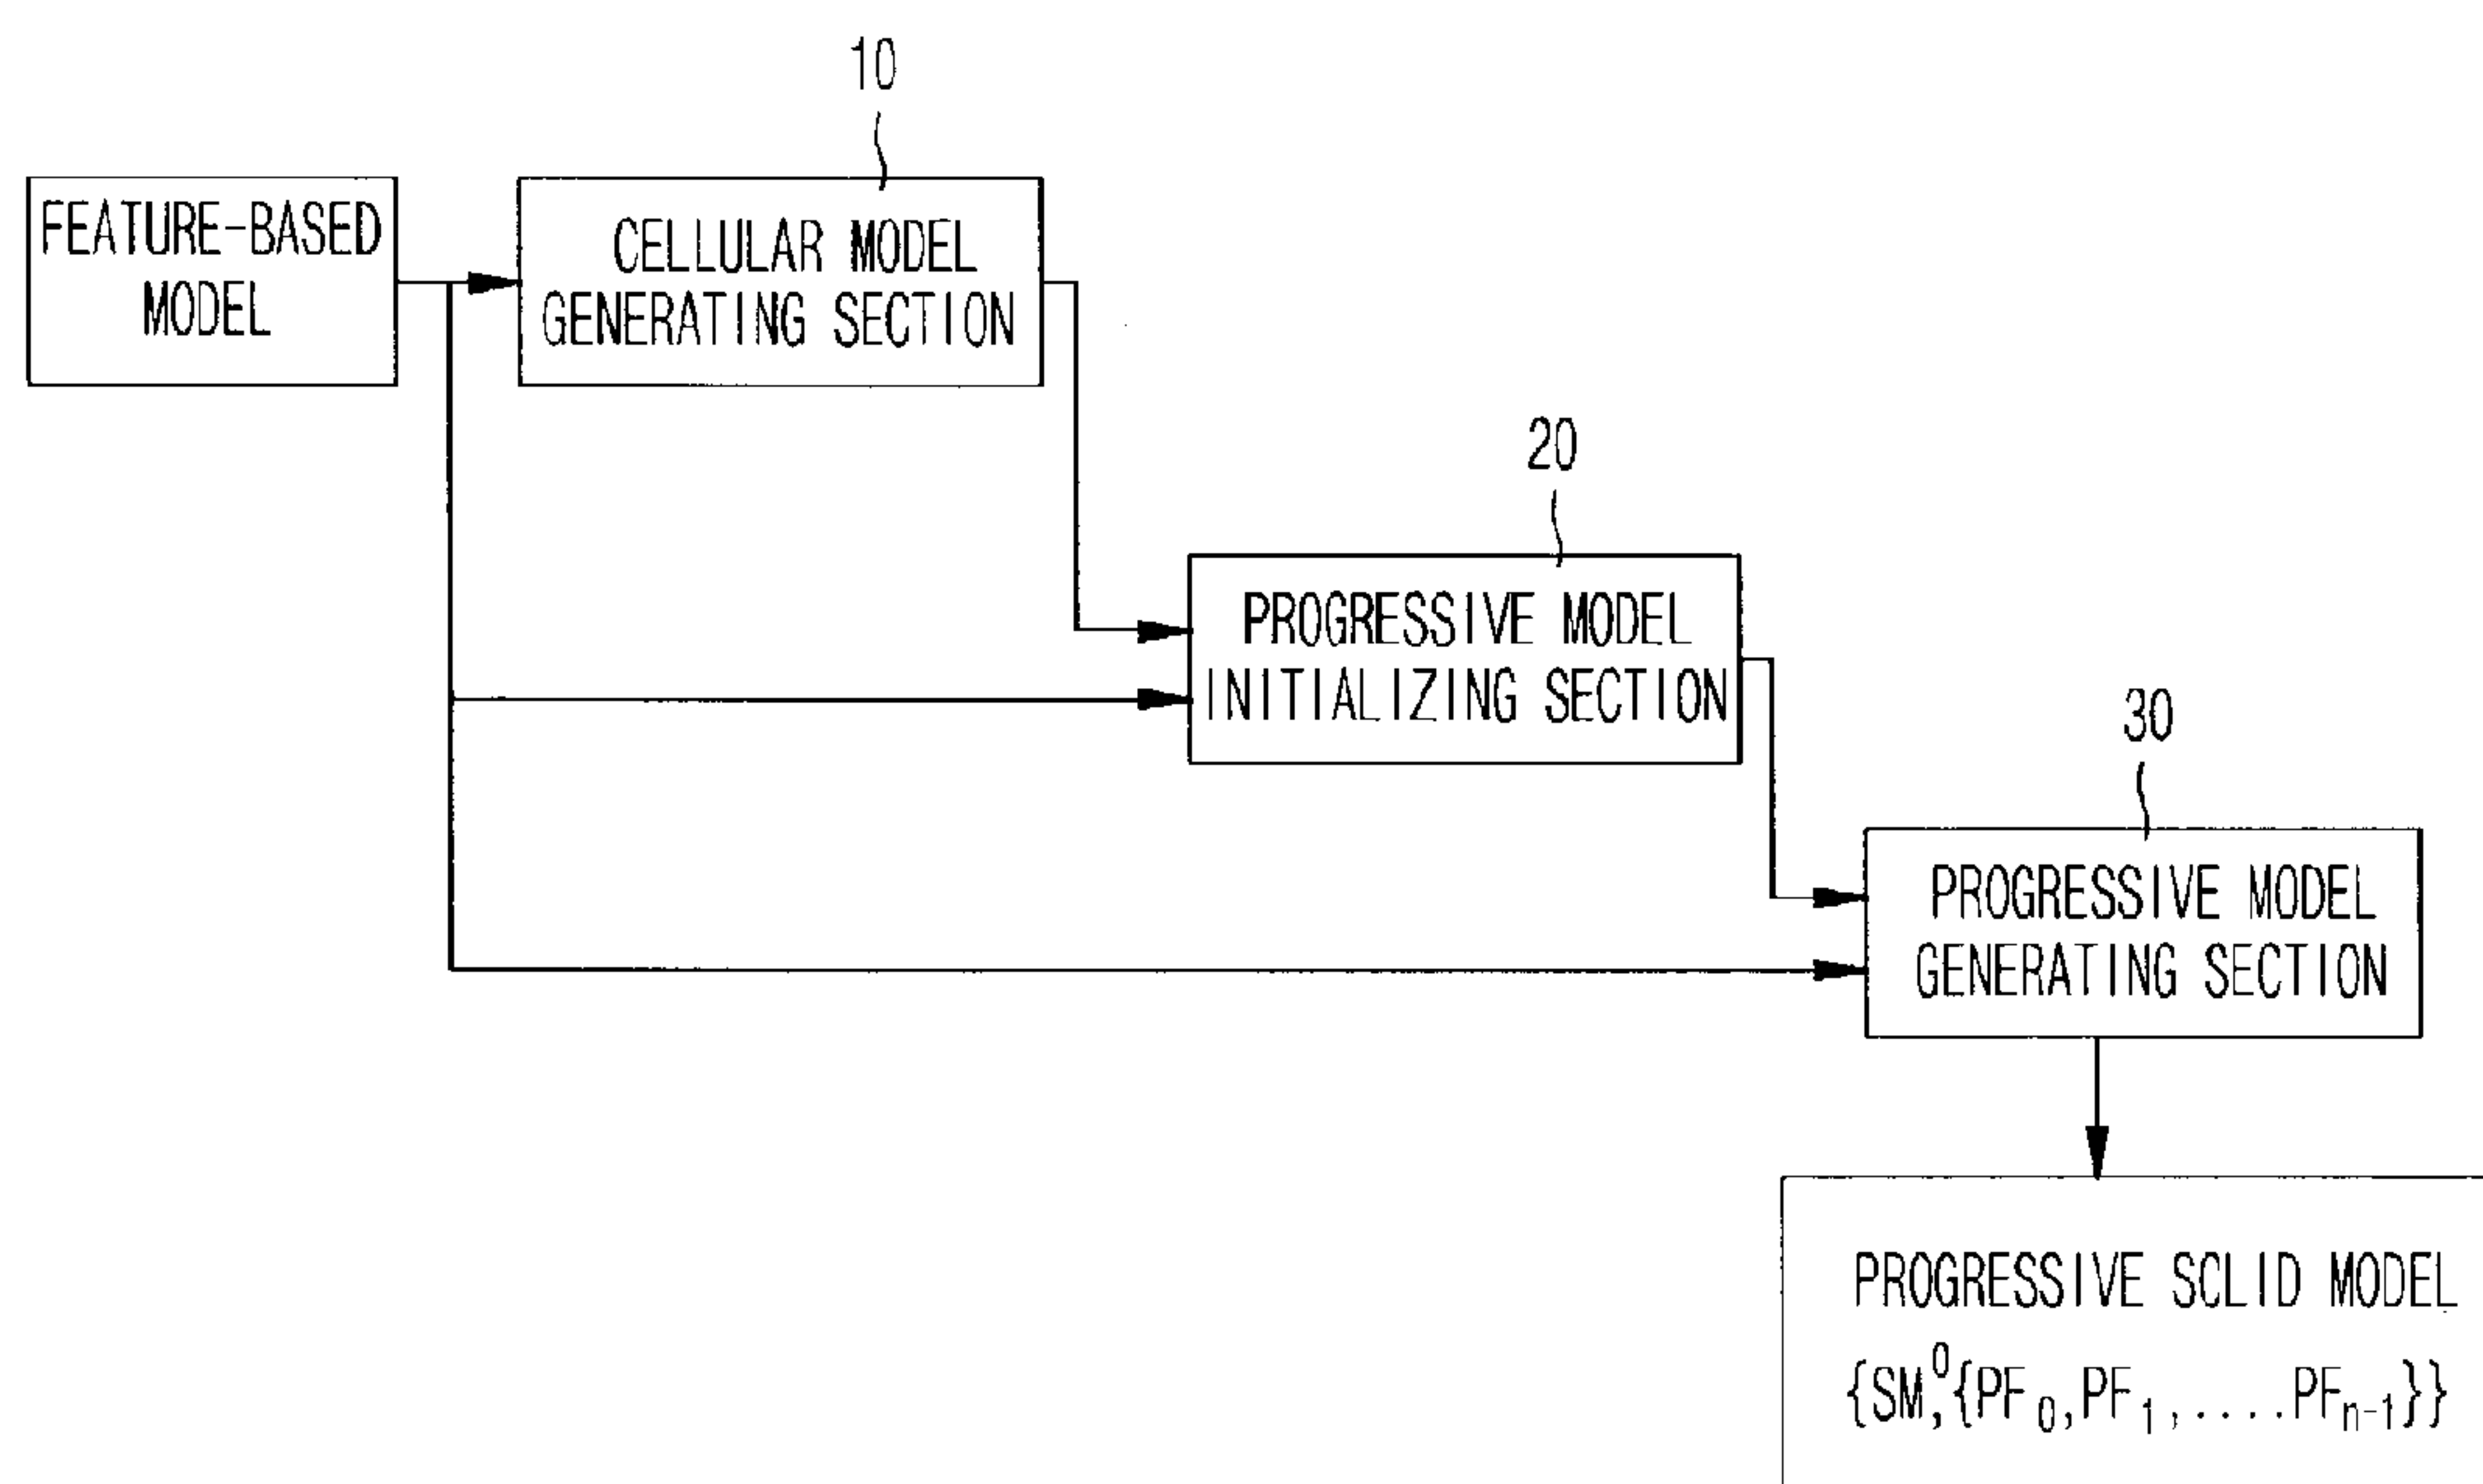 10
FEATURE-BASED
MODEL
CELLULAR MODEL
GENERATING SECTION
20
PROGRESSIVE MODEL
INITIALIZING SECTION
30
PROGRESSIVE MODEL
GENERATING SECTION
PROGRESSIVE SCLID MODEL
{SM,⁰{PF₀,PF₁,....PFₙ₋₁}}